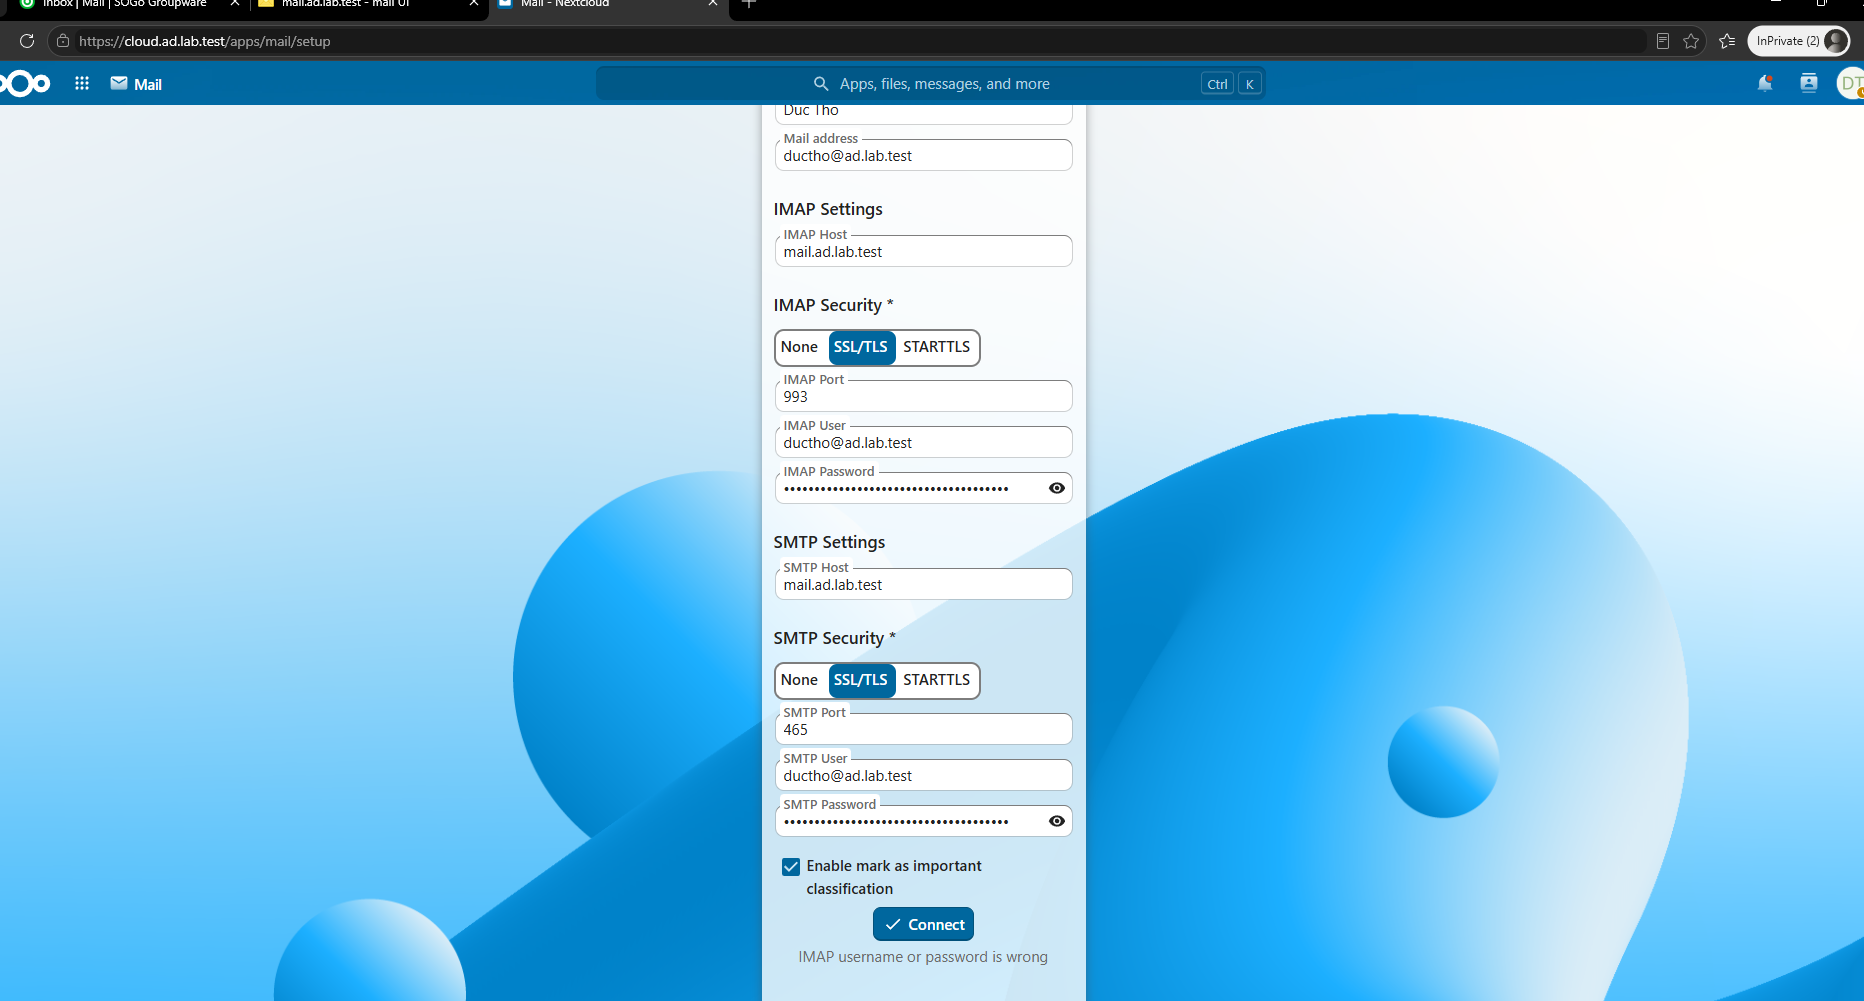 Inbox | Mail | SOGo Groupware
mail.ad.lab.test - mail UI
Mail - Nextcloud
https://cloud.ad.lab.test/apps/mail/setup
InPrivate (2)
Mail
Apps, files, messages, and more
Ctrl
K
DT
Duc Tho
Mail address
ductho@ad.lab.test
IMAP Settings
IMAP Host
mail.ad.lab.test
IMAP Security *
None SSL/TLS STARTTLS
IMAP Port
993
IMAP User
ductho@ad.lab.test
IMAP Password
SMTP Settings
SMTP Host
mail.ad.lab.test
SMTP Security *
None SSL/TLS STARTTLS
SMTP Port
465
SMTP User
ductho@ad.lab.test
SMTP Password
Enable mark as important
classification
Connect
IMAP username or password is wrong